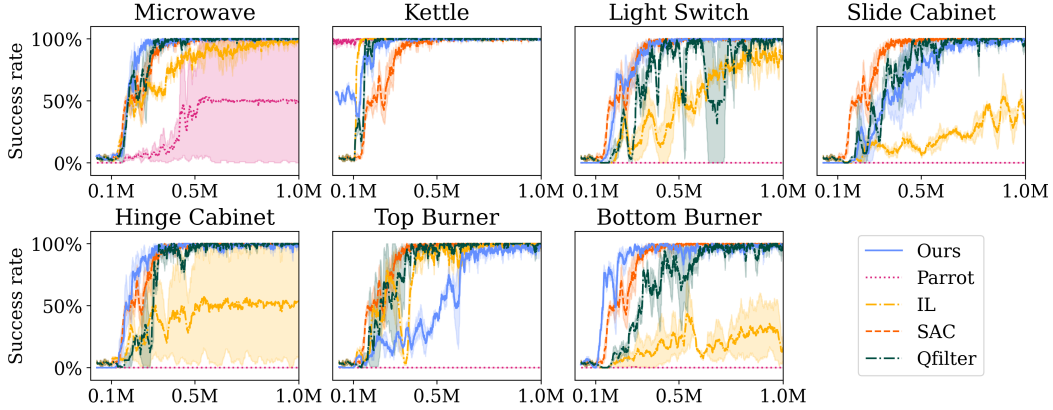 Microwave Kettle Light Switch Slide Cabinet
Success rate
100%
50%
0%
0.1M 0.5M 1.0M 0.1M 0.5M 1.0M 0.1M 0.5M 1.0M 0.1M 0.5M 1.0M
Hinge Cabinet Top Burner Bottom Burner
Success rate
100%
50%
0%
0.1M 0.5M 1.0M 0.1M 0.5M 1.0M 0.1M 0.5M 1.0M
Ours
Parrot
IL
SAC
Qfilter